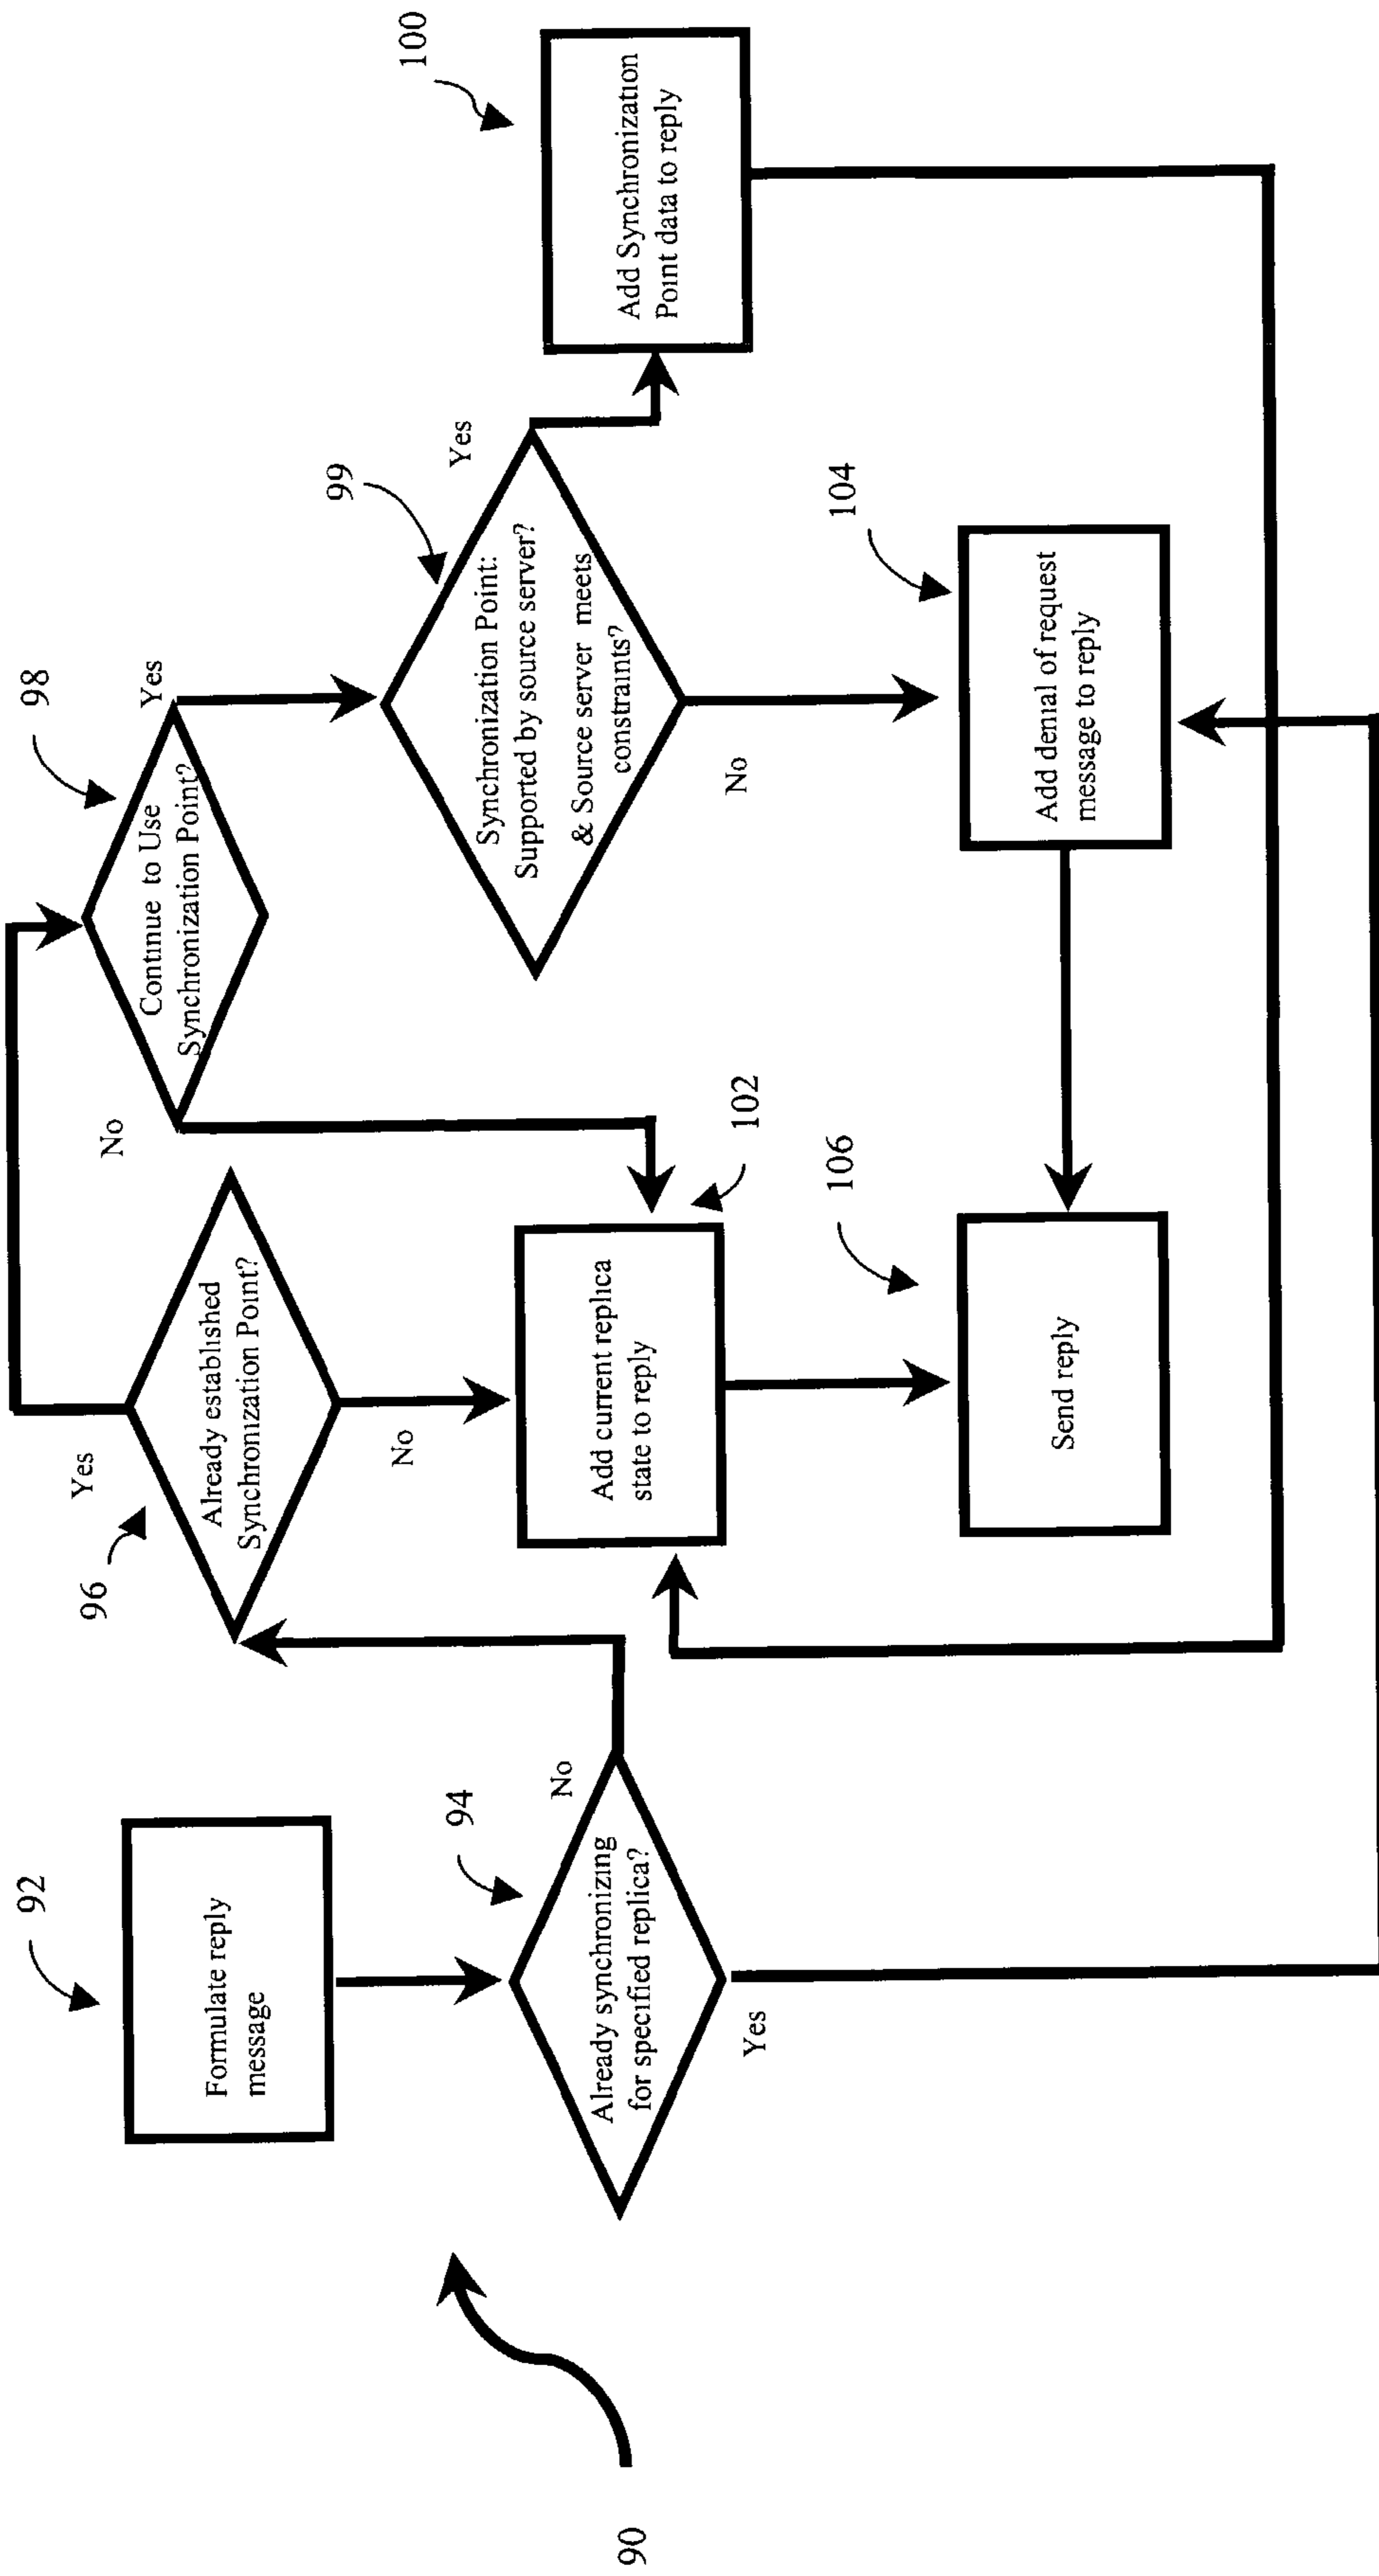 92
Formulate reply
message
94
Already synchronizing
for specified replica?
No
Yes
90
96
Already established
Synchronization Point?
Yes
No
98
Continue to Use
Synchronization Point?
No
Yes
99
Synchronization Point:
Supported by source server?
& Source server meets
constraints?
Yes
No
100
Add Synchronization
Point data to reply
102
Add current replica
state to reply
104
Add denial of request
message to reply
106
Send reply